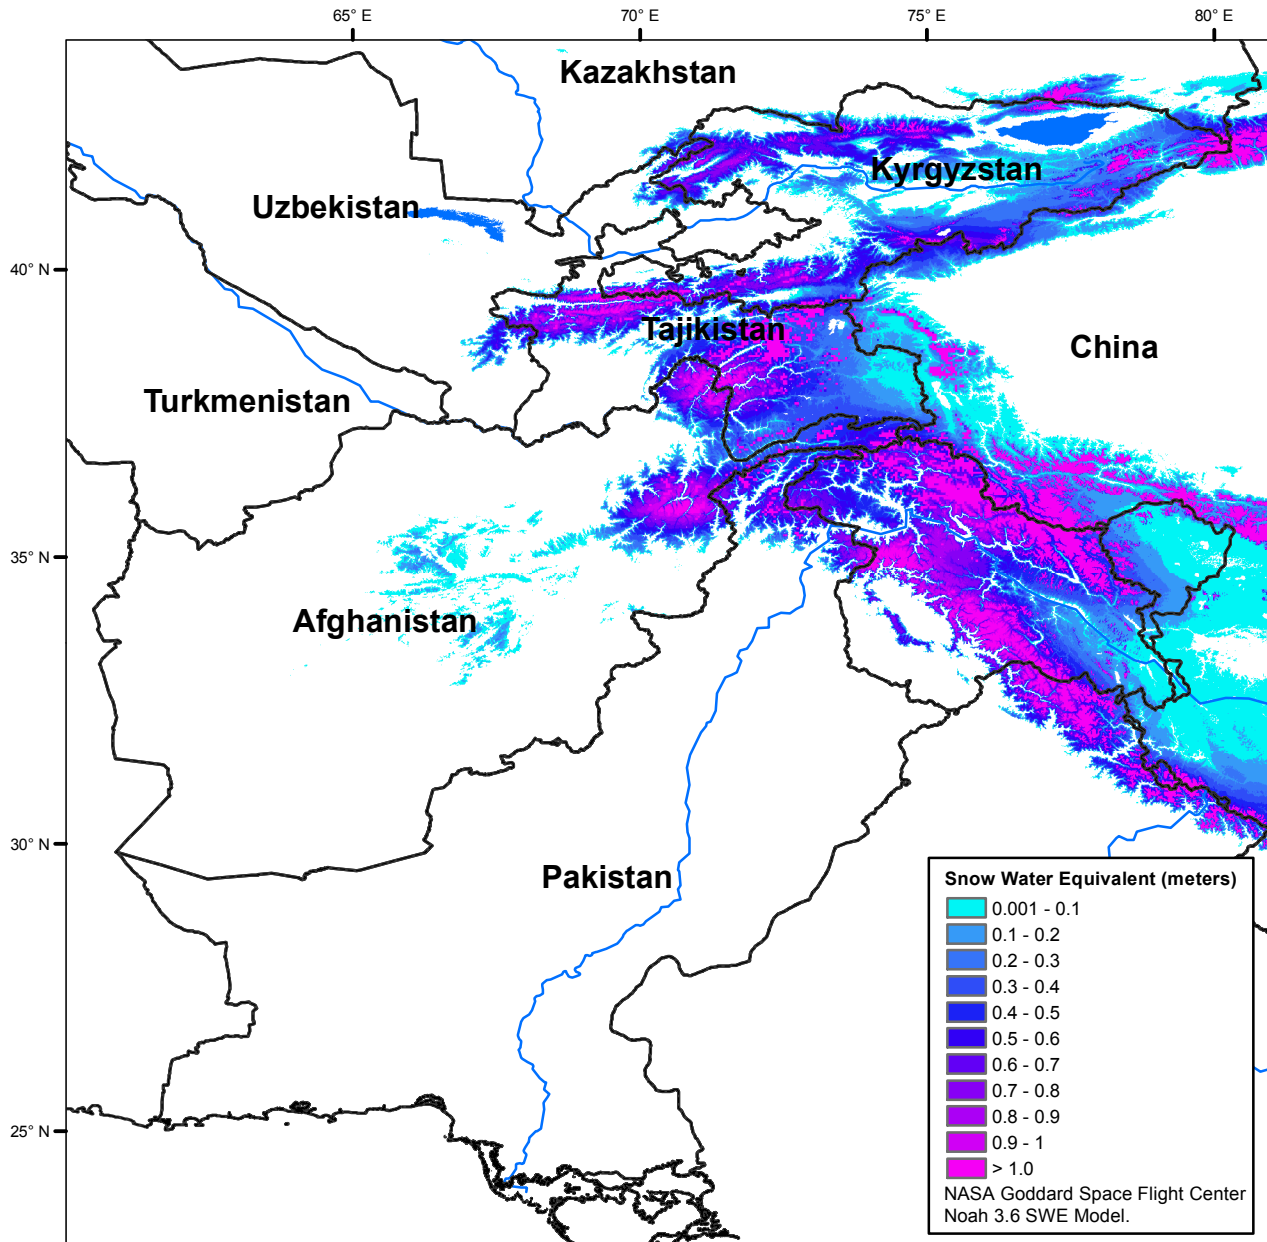 65° E
70° E
75° E
80° E
Kazakhstan
Kyrgyzstan
Uzbekistan
40° N
Tajikistan
China
Turkmenistan
35° N
Afghanistan
30° N
Pakistan
25° N
Snow Water Equivalent (meters)
0.001 - 0.1
0.1 - 0.2
0.2 - 0.3
0.3 - 0.4
0.4 - 0.5
0.5 - 0.6
0.6 - 0.7
0.7 - 0.8
0.8 - 0.9
0.9 - 1
> 1.0
NASA Goddard Space Flight Center
Noah 3.6 SWE Model.